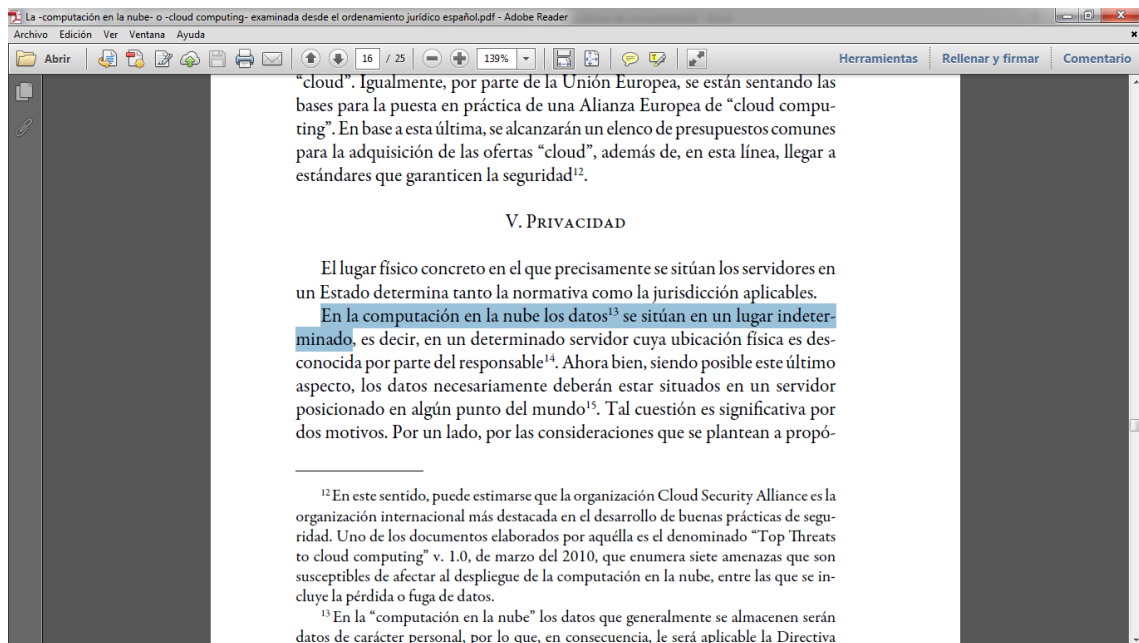 La -computación en la nube- o -cloud computing- examinada desde el ordenamiento jurídico español.pdf - Adobe Reader
Archivo Edición Ver Ventana Ayuda
Abrir 16 / 25 139% Herramientas Rellenar y firmar Comentario
“cloud”. Igualmente, por parte de la Unión Europea, se están sentando las
bases para la puesta en práctica de una Alianza Europea de “cloud compu-
ting”. En base a esta última, se alcanzarán un elenco de presupuestos comunes
para la adquisición de las ofertas “cloud”, además de, en esta línea, llegar a
estándares que garanticen la seguridad¹².
V. Privacidad
El lugar físico concreto en el que precisamente se sitúan los servidores en
un Estado determina tanto la normativa como la jurisdicción aplicables.
En la computación en la nube los datos¹³ se sitúan en un lugar indeter-
minado, es decir, en un determinado servidor cuya ubicación física es des-
conocida por parte del responsable¹⁴. Ahora bien, siendo posible este último
aspecto, los datos necesariamente deberán estar situados en un servidor
posicionado en algún punto del mundo¹⁵. Tal cuestión es significativa por
dos motivos. Por un lado, por las consideraciones que se plantean a propó-
¹² En este sentido, puede estimarse que la organización Cloud Security Alliance es la
organización internacional más destacada en el desarrollo de buenas prácticas de segu-
ridad. Uno de los documentos elaborados por aquélla es el denominado “Top Threats
to cloud computing” v. 1.0, de marzo del 2010, que enumera siete amenazas que son
susceptibles de afectar al despliegue de la computación en la nube, entre las que se in-
cluye la pérdida o fuga de datos.
¹³ En la “computación en la nube” los datos que generalmente se almacenen serán
datos de carácter personal, por lo que, en consecuencia, le será aplicable la Directiva